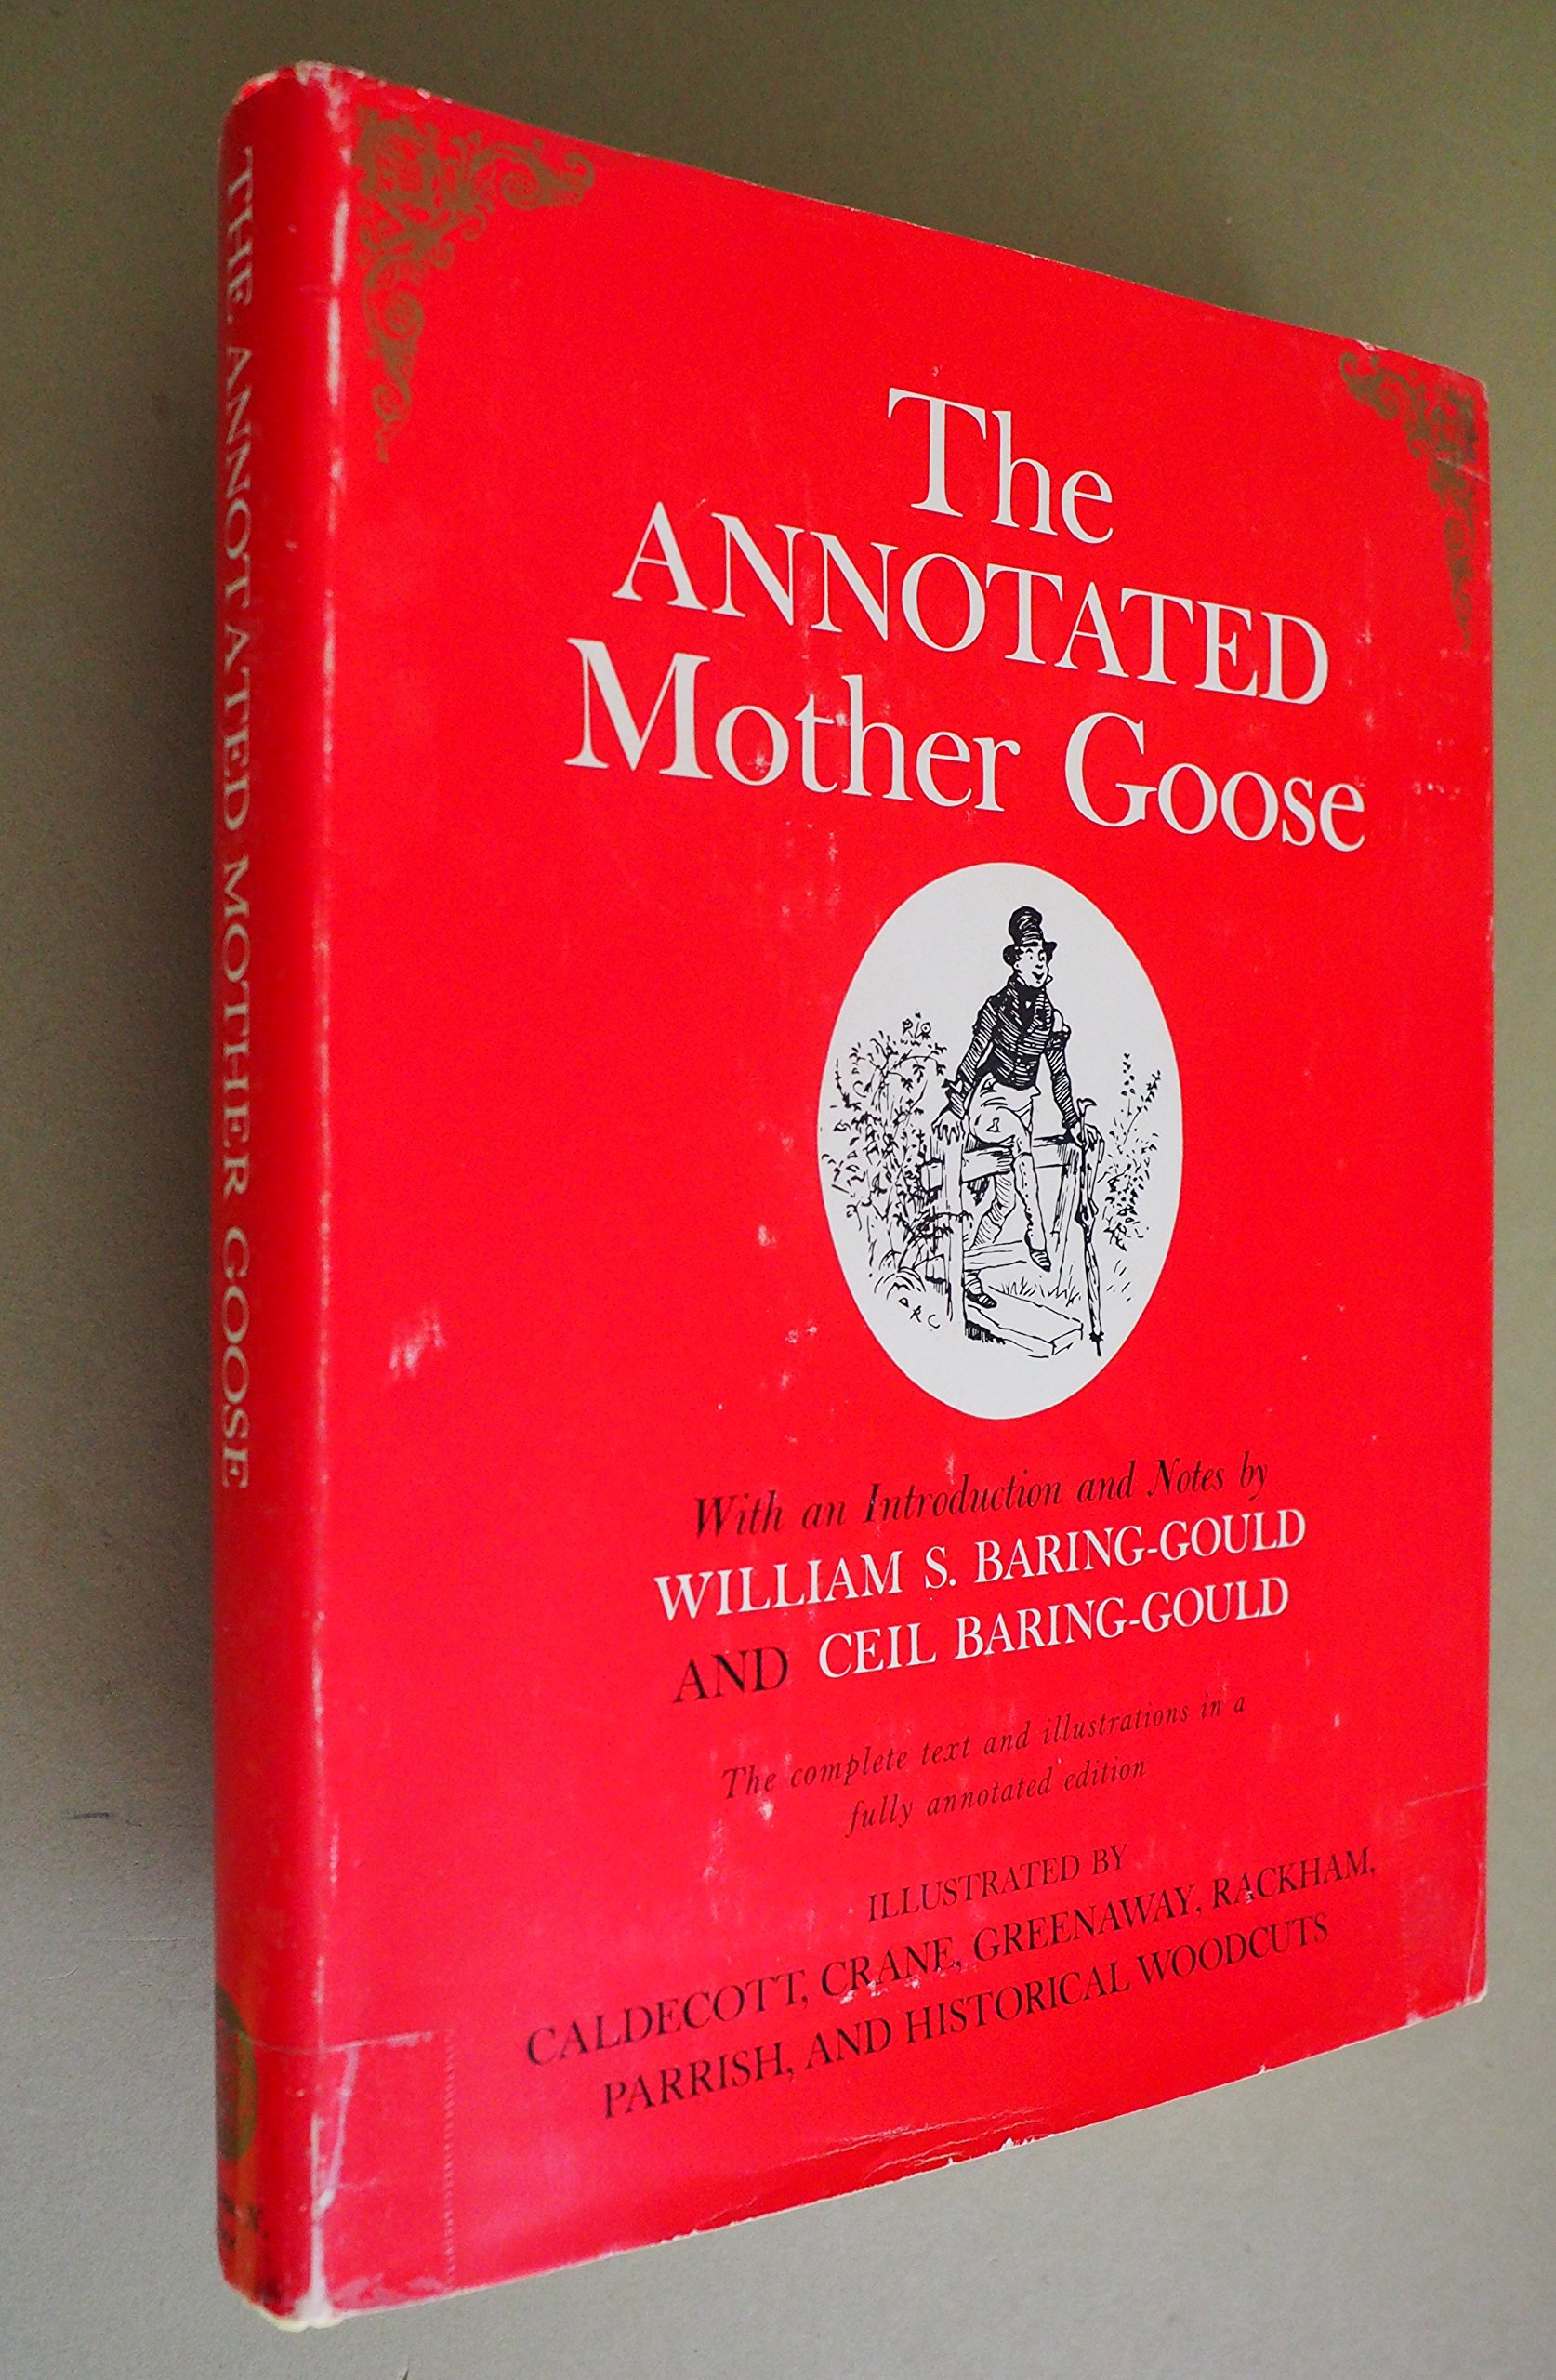 THE ANNOTATED MOTHER GOOSE
The
ANNOTATED
Mother Goose
RC
With an Introduction and Notes by
WILLIAM S. BARING-GOULD
AND CEIL BARING-GOULD
The complete text and illustrations in a
fully annotated edition
ILLUSTRATED BY
CALDECOTT, CRANE, GREENAWAY, RACKHAM,
PARRISH, AND HISTORICAL WOODCUTS